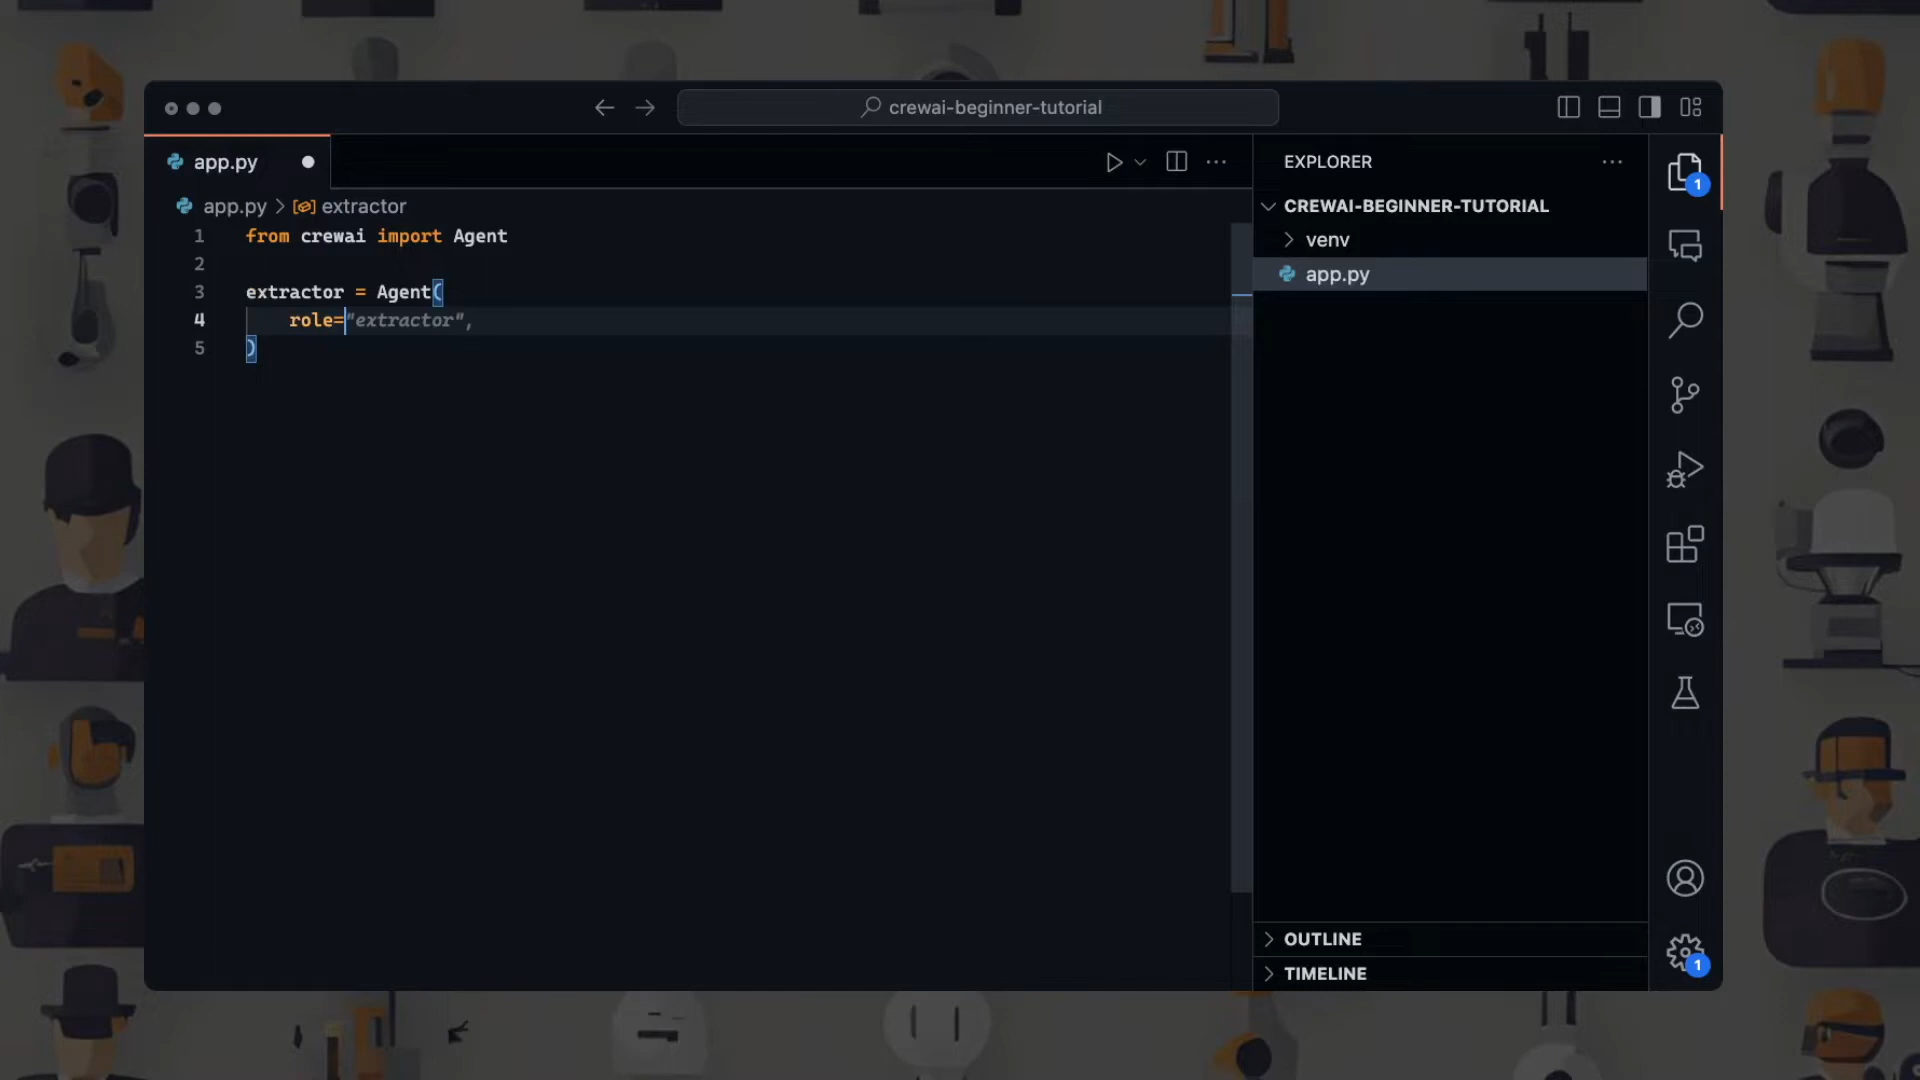 crewai-beginner-tutorial
app.py
EXPLORER
app.py > extractor
CREWAI-BEGINNER-TUTORIAL
venv
app.py
1 from crewai import Agent
2
3 extractor = Agent(
4 role="extractor",
5 )
OUTLINE
TIMELINE
1
1